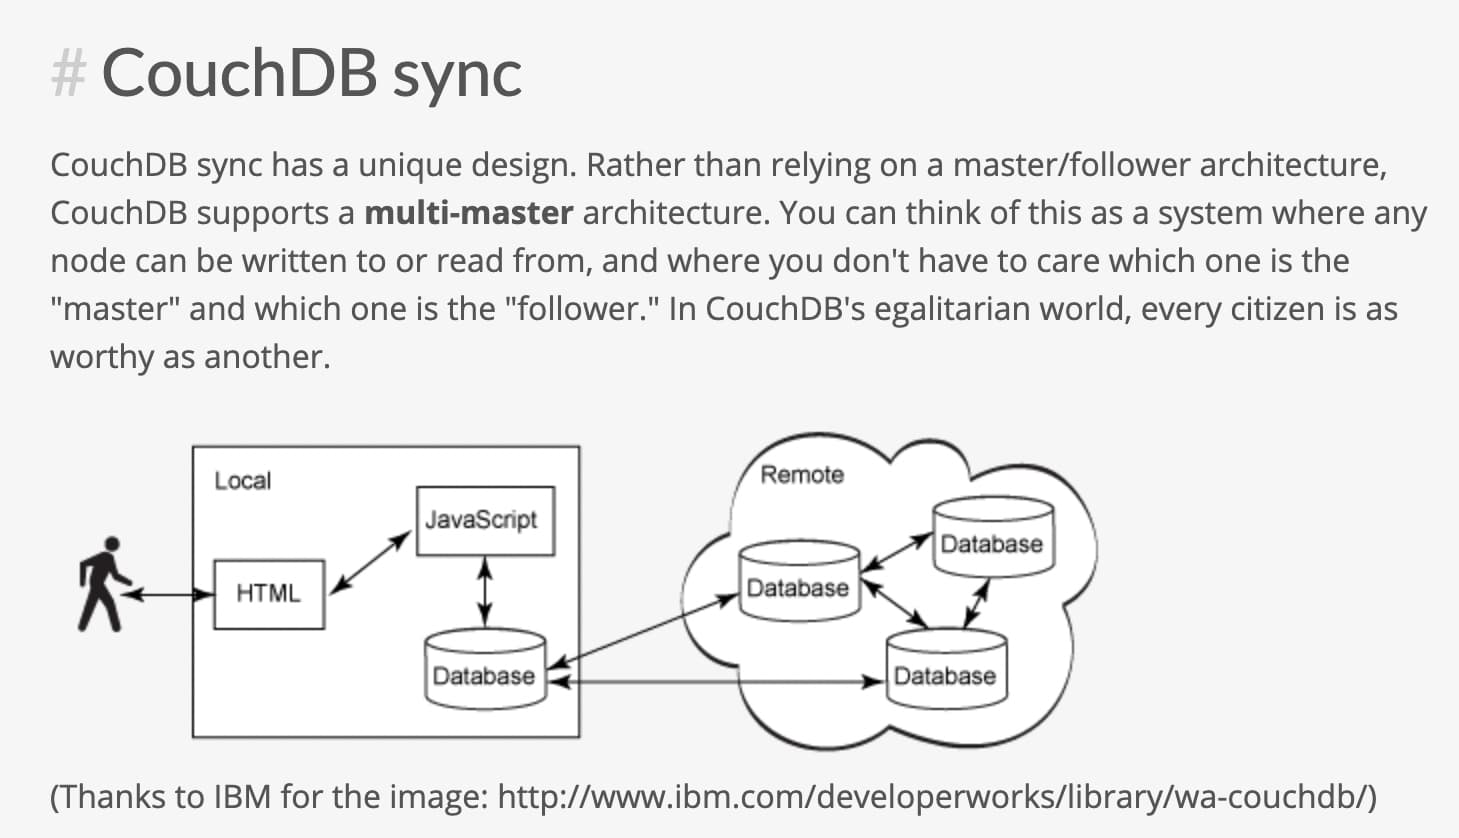 # CouchDB sync
CouchDB sync has a unique design. Rather than relying on a master/follower architecture,
CouchDB supports a multi-master architecture. You can think of this as a system where any
node can be written to or read from, and where you don't have to care which one is the
"master" and which one is the "follower." In CouchDB's egalitarian world, every citizen is as
worthy as another.
Local
JavaScript
HTML
Database
Remote
Database
Database
Database
(Thanks to IBM for the image: http://www.ibm.com/developerworks/library/wa-couchdb/)